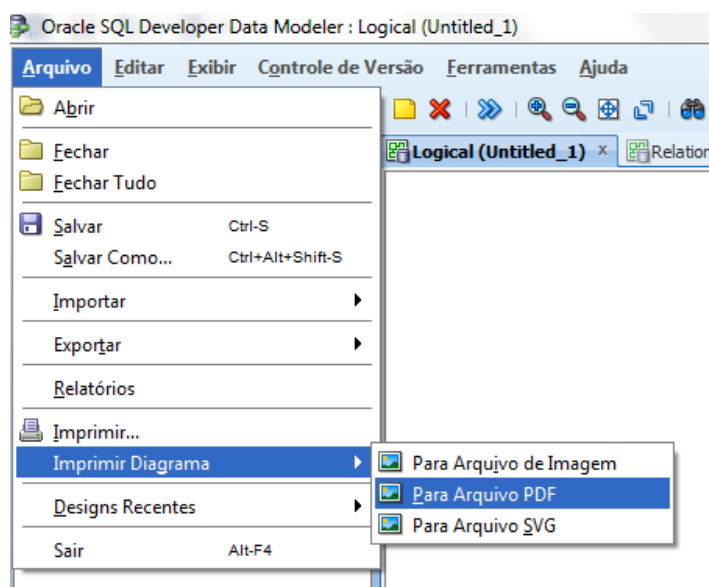 Oracle SQL Developer Data Modeler : Logical (Untitled_1)
Arquivo Editar Exibir Controle de Versão Ferramentas Ajuda
Abrir
Logical (Untitled_1) x Relation
Fechar
Fechar Tudo
Salvar Ctrl-S
Salvar Como... Ctrl+Alt+Shift-S
Importar
Exportar
Relatórios
Imprimir...
Imprimir Diagrama
Para Arquivo de Imagem
Para Arquivo PDF
Para Arquivo SVG
Designs Recentes
Sair Alt-F4